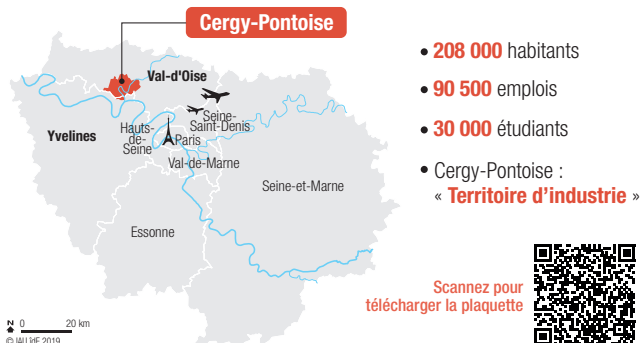 Cergy-Pontoise
Val-d'Oise
Yvelines
Hauts-
de-
Seine
Paris
Seine-
Saint-Denis
Val-de-Marne
Seine-et-Marne
Essonne
N 0 20 km
© IAU îdF 2019
• 208 000 habitants
• 90 500 emplois
• 30 000 étudiants
• Cergy-Pontoise :
« Territoire d’industrie »
Scannez pour
télécharger la plaquette